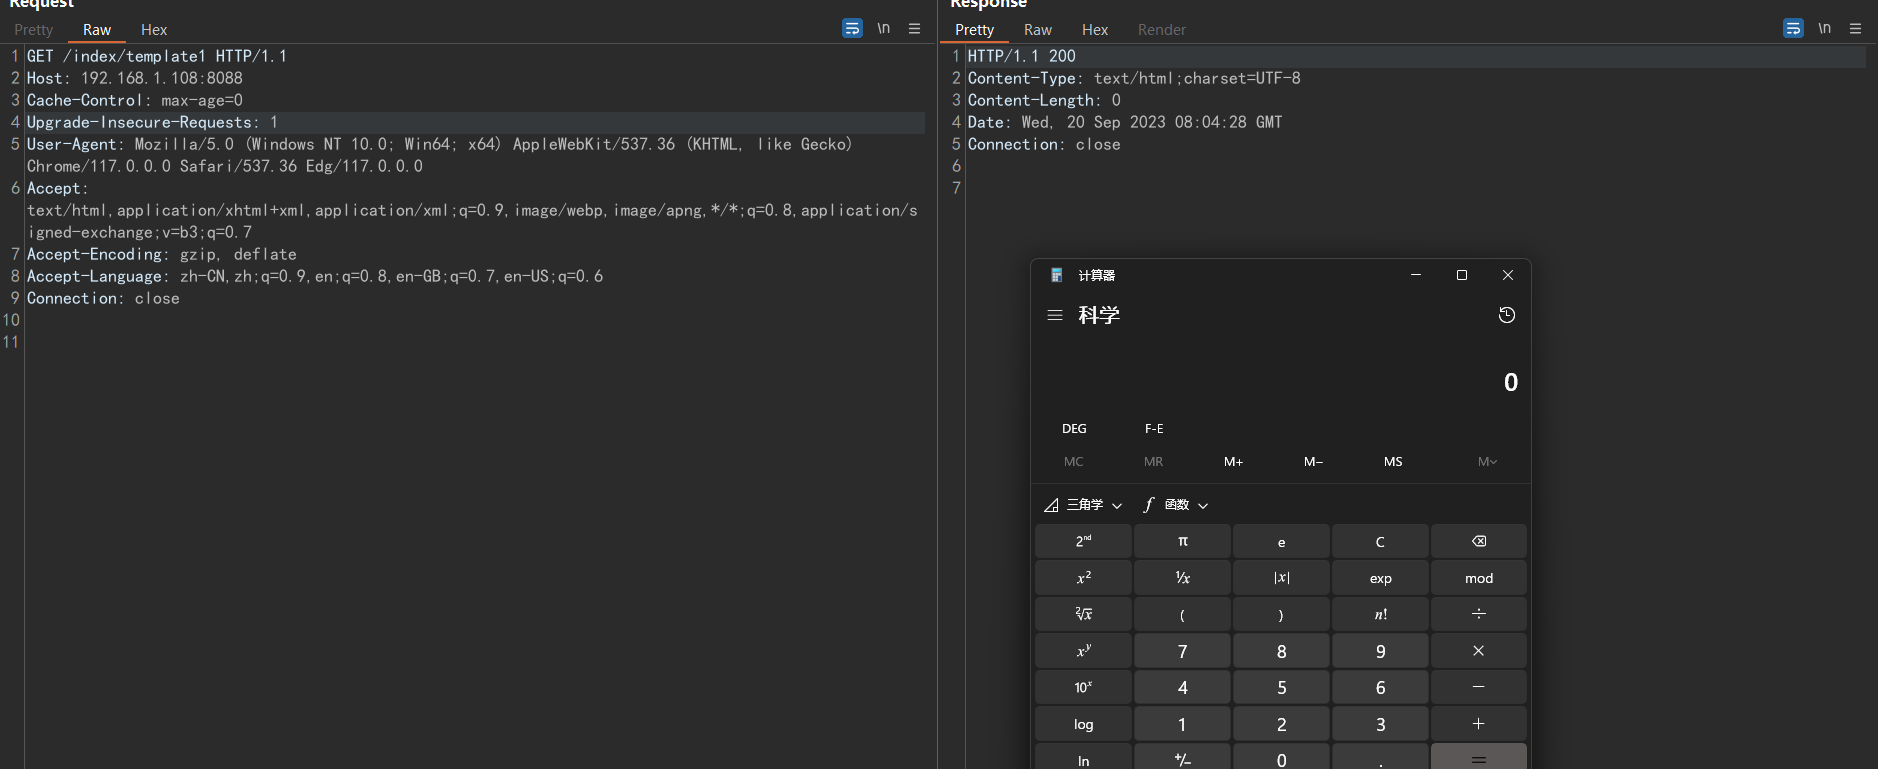 Request
Pretty Raw Hex
\n
1 GET /index/template1 HTTP/1.1
2 Host: 192.168.1.108:8088
3 Cache-Control: max-age=0
4 Upgrade-Insecure-Requests: 1
5 User-Agent: Mozilla/5.0 (Windows NT 10.0; Win64; x64) AppleWebKit/537.36 (KHTML, like Gecko)
Chrome/117.0.0.0 Safari/537.36 Edg/117.0.0.0
6 Accept:
text/html,application/xhtml+xml,application/xml;q=0.9,image/webp,image/apng,*/*;q=0.8,application/s
igned-exchange;v=b3;q=0.7
7 Accept-Encoding: gzip, deflate
8 Accept-Language: zh-CN,zh;q=0.9,en;q=0.8,en-GB;q=0.7,en-US;q=0.6
9 Connection: close
10
11
Response
Pretty Raw Hex Render
\n
1 HTTP/1.1 200
2 Content-Type: text/html;charset=UTF-8
3 Content-Length: 0
4 Date: Wed, 20 Sep 2023 08:04:28 GMT
5 Connection: close
6
7
计算器
科学
0
DEG F-E
MC MR M+ M− MS M
三角学 f 函数
2ⁿᵈ π e C
x² ¹/x |x| exp mod
²√x ( ) n! ÷
xʸ 7 8 9 ×
10ˣ 4 5 6 −
log 1 2 3 +
ln +/− 0 . =